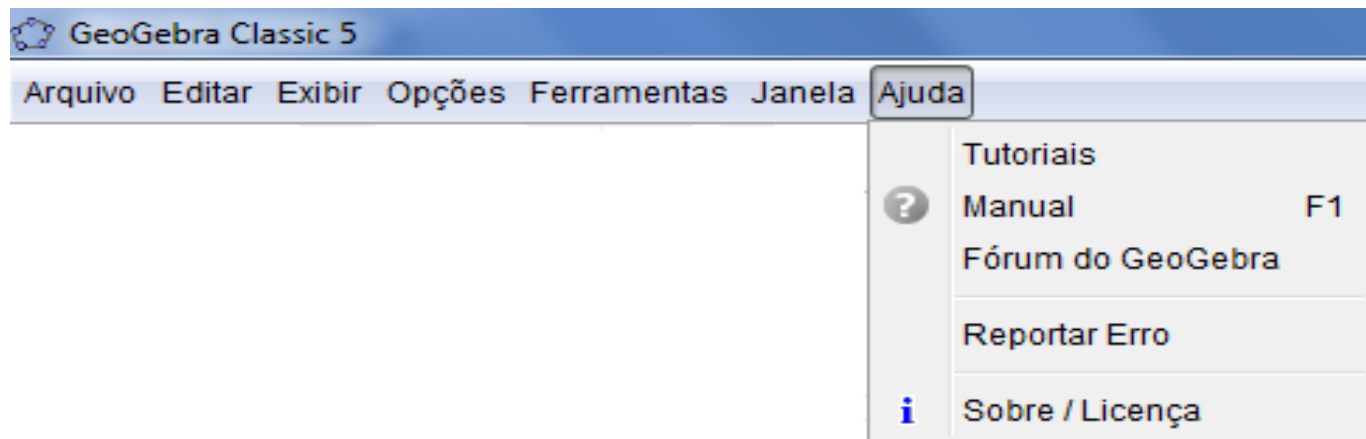 GeoGebra Classic 5
Arquivo Editar Exibir Opções Ferramentas Janela Ajuda
Tutoriais
Manual F1
Fórum do GeoGebra
Reportar Erro
Sobre / Licença